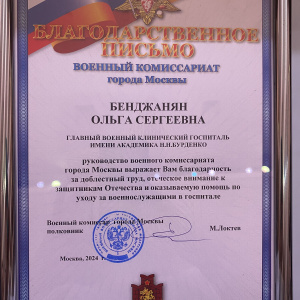 БЛАГОДАРСТВЕННОЕ
ПИСЬМО
ВОЕННЫЙ КОМИССАРИАТ
города Москвы
БЕНДЖАНЯН
ОЛЬГА СЕРГЕЕВНА
ГЛАВНЫЙ ВОЕННЫЙ КЛИНИЧЕСКИЙ ГОСПИТАЛЬ
ИМЕНИ АКАДЕМИКА Н.Н.БУРДЕНКО
руководство военного комиссариата
города Москвы выражает Вам благодарность
за доблестный труд, отеческое внимание к
защитникам Отечества и оказываемую помощь по
уходу за военнослужащими в госпитале
Военный комиссар города Москвы
полковник М.Локтев
Москва, 2024 г.